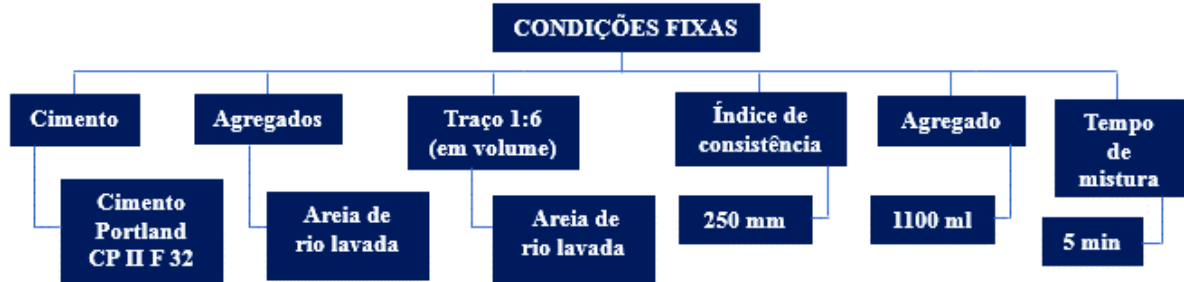 CONDIÇÕES FIXAS
Cimento
Agregados
Traço 1:6
(em volume)
Índice de
consistência
Agregado
Tempo
de
mistura
Cimento
Portland
CP II F 32
Areia de
rio lavada
Areia de
rio lavada
250 mm
1100 ml
5 min